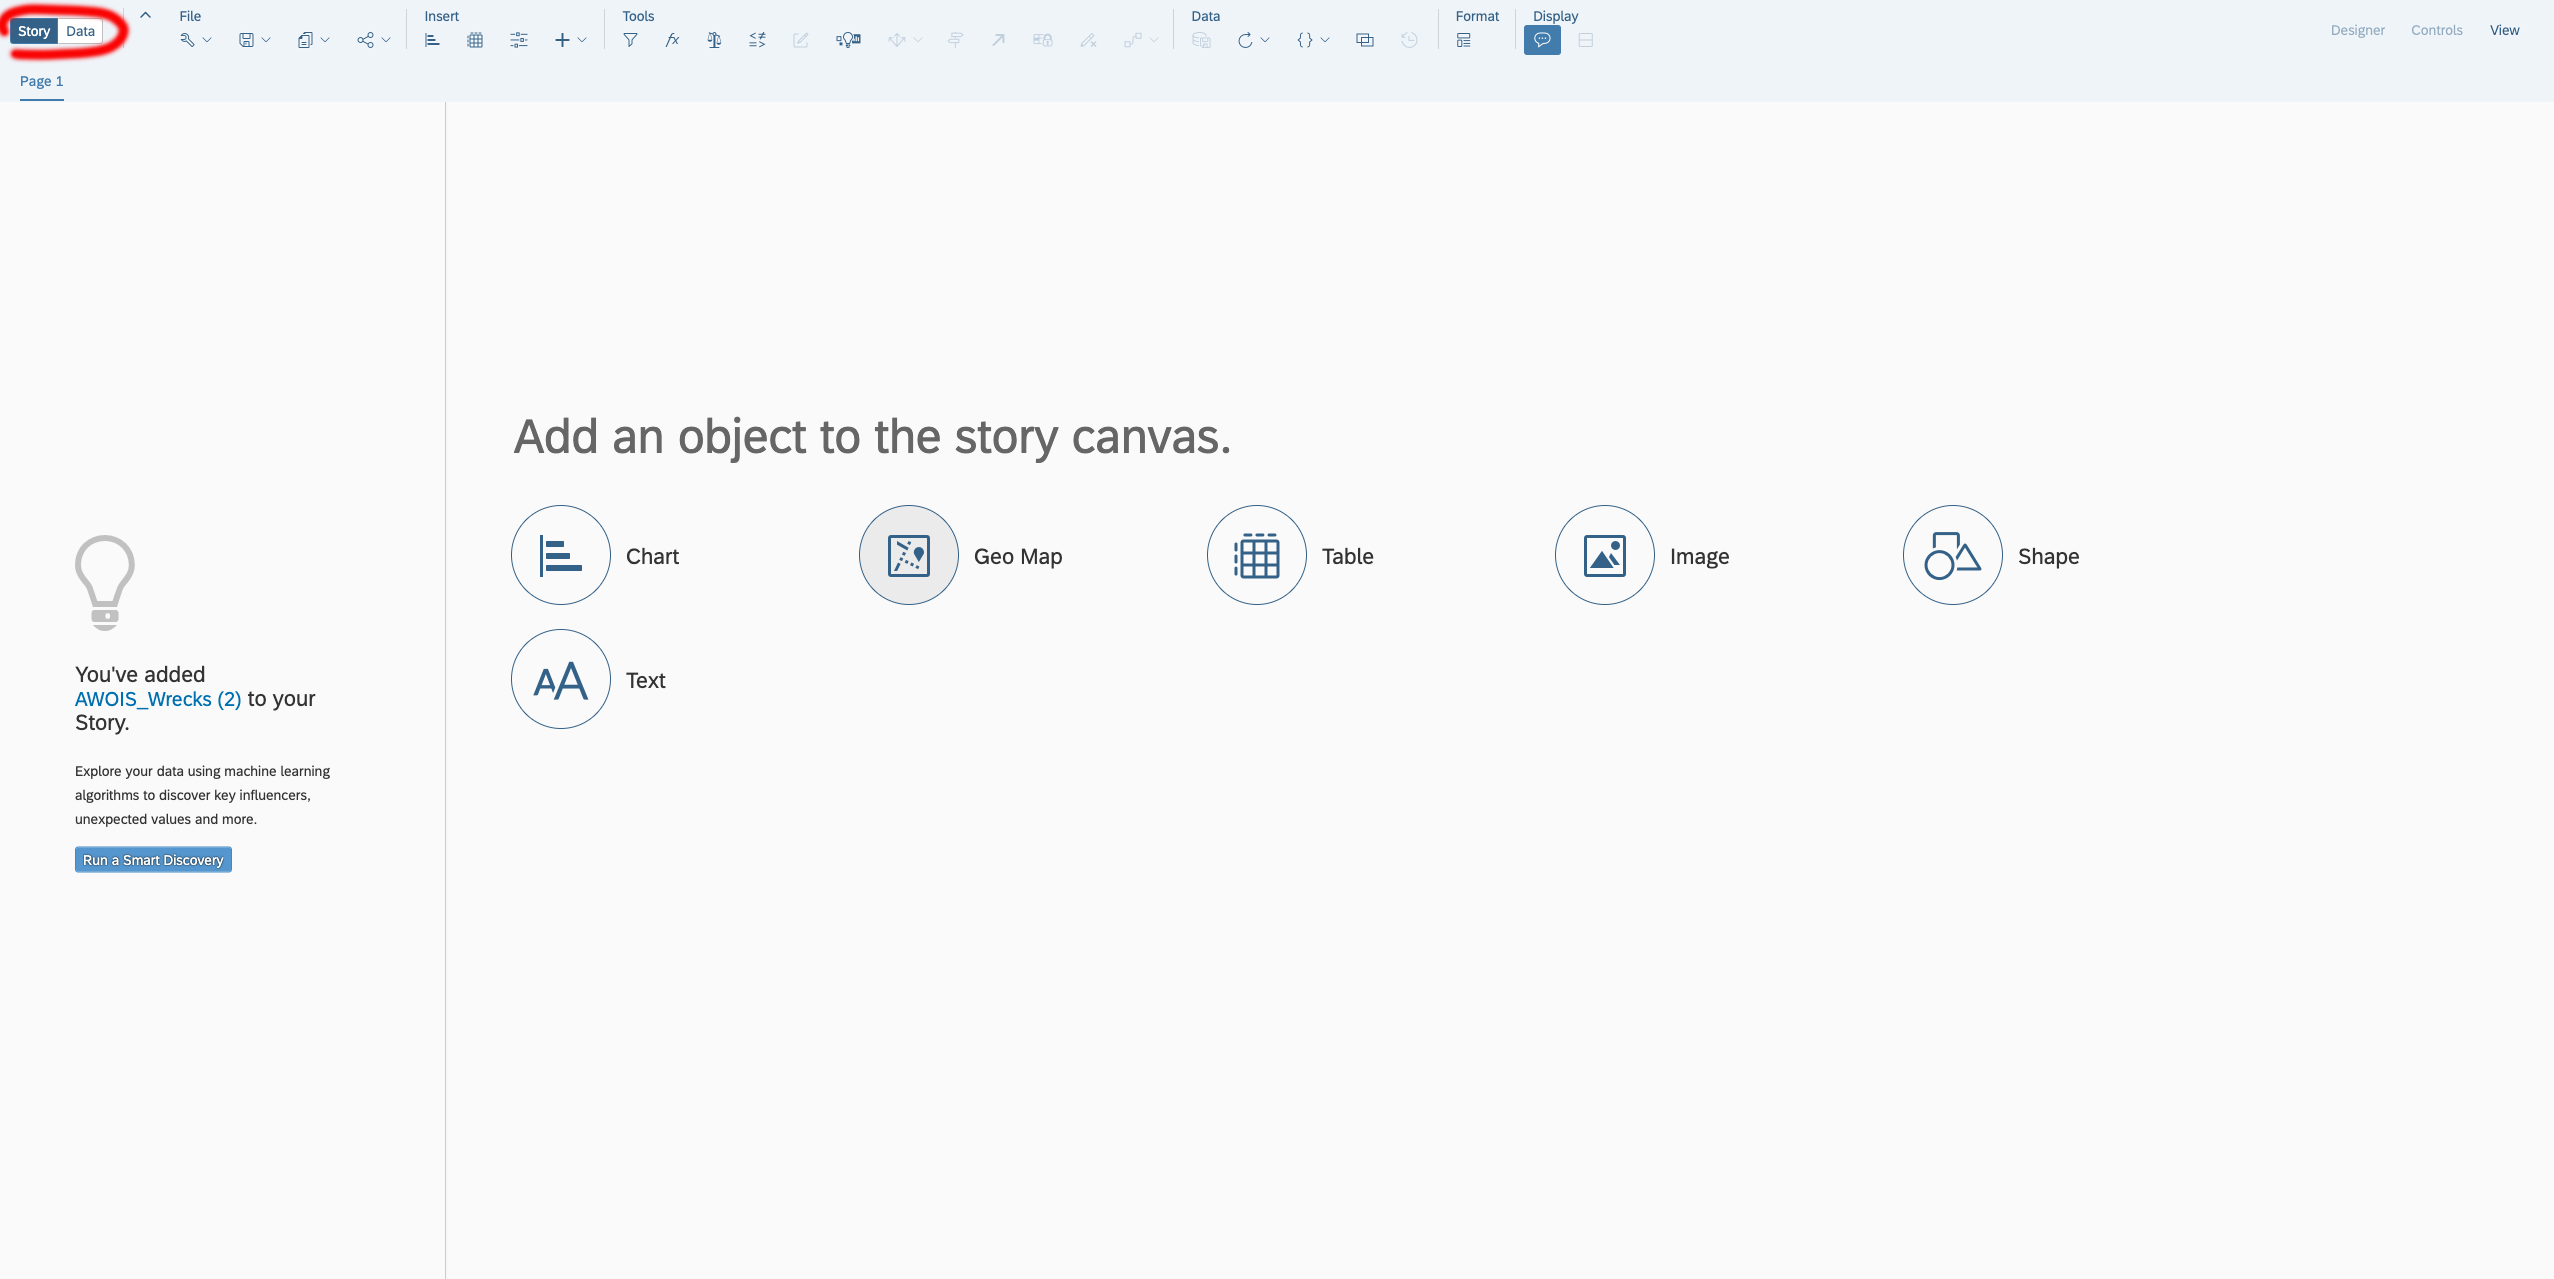 Story Data File Insert Tools Data Format Display Designer Controls View
Page 1
Add an object to the story canvas.
Chart Geo Map Table Image Shape
AA Text
You've added
AWOIS_Wrecks (2) to your
Story.
Explore your data using machine learning
algorithms to discover key influencers,
unexpected values and more.
Run a Smart Discovery